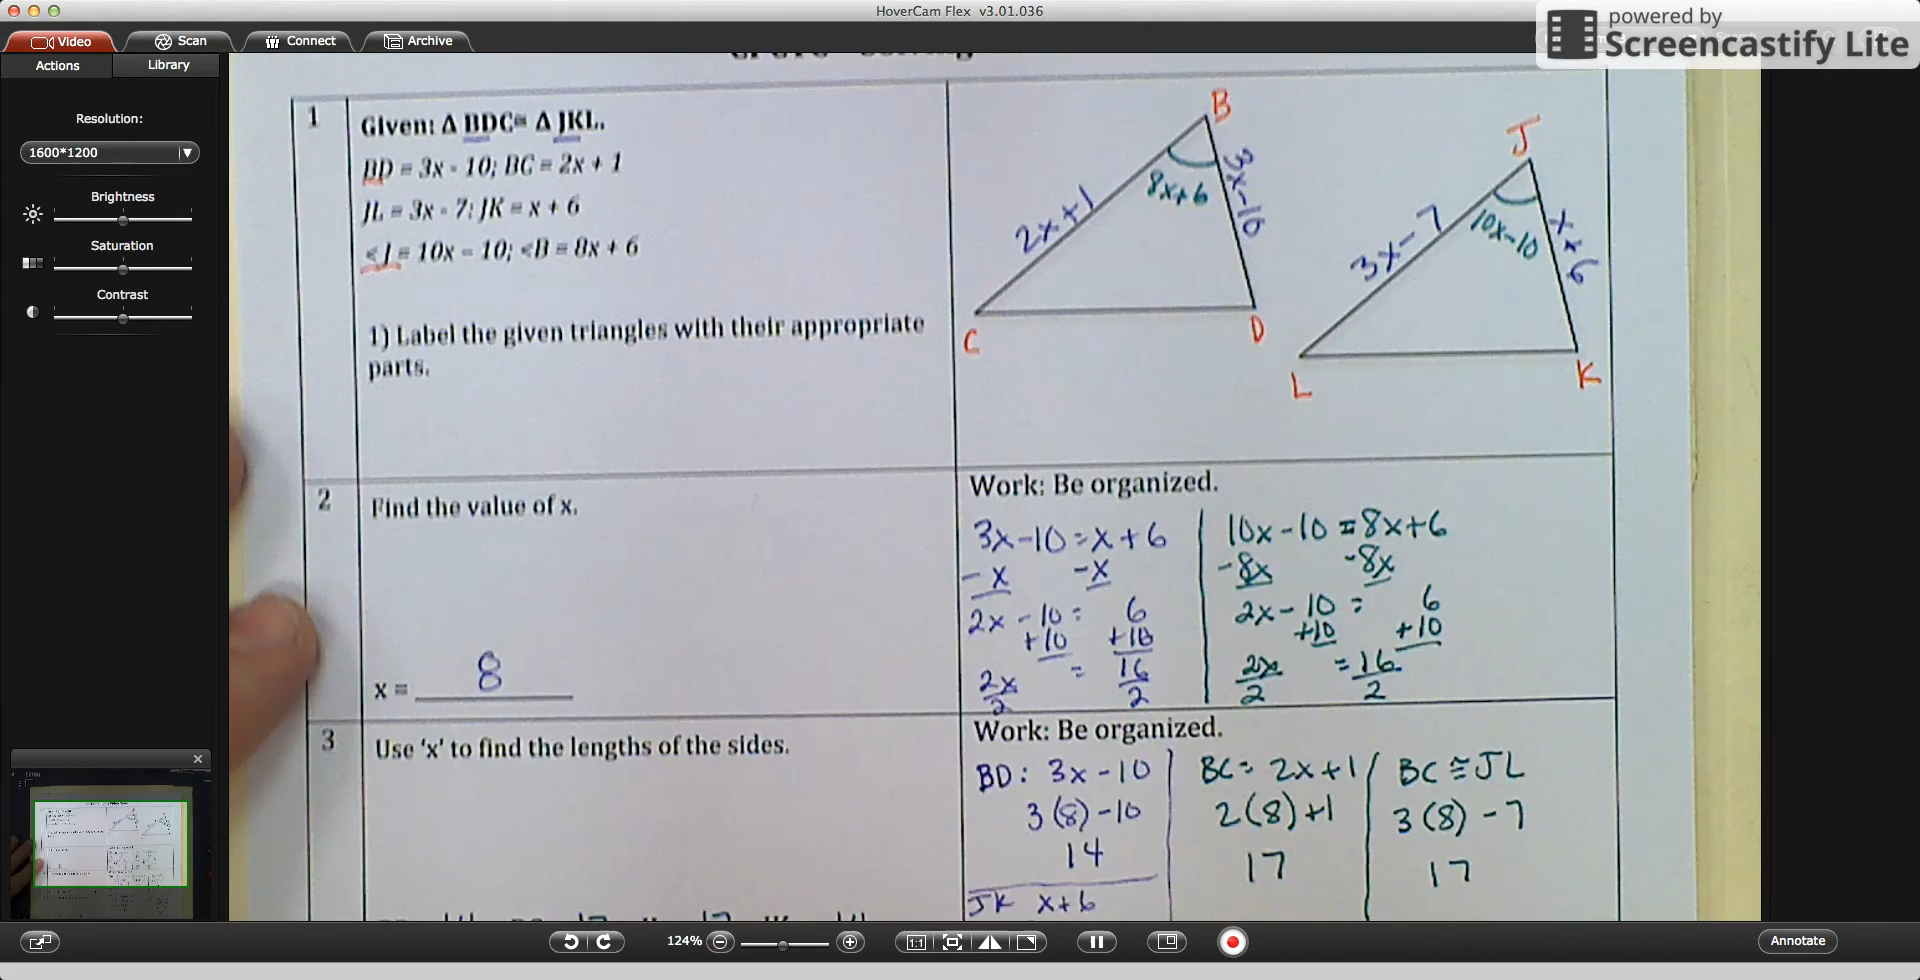 HoverCam Flex v3.01.036
powered by
Screencastify Lite
Video
Scan
Connect
Archive
Actions
Library
Resolution:
1600*1200
Brightness
Saturation
Contrast
1
Given: Δ BDC≅ Δ JKL.
BD = 3x - 10; BC = 2x + 1
JL = 3x - 7; JK = x + 6
<J = 10x – 10; <B = 8x + 6
1) Label the given triangles with their appropriate
parts.
B
8x+6
3x-10
2x+1
C
D
J
10x-10
x+6
3x-7
L
K
2
Find the value of x.
x = 8
Work: Be organized.
3x-10=x+6
-x -x
2x-10= 6
+10 +10
2x = 16
2 2
10x-10=8x+6
-8x -8x
2x-10= 6
+10 +10
2x =16
2 2
3
Use 'x' to find the lengths of the sides.
Work: Be organized.
BD: 3x-10
3(8)-10
14
JK x+6
BC= 2x+1
2(8)+1
17
BC≅JL
3(8)-7
17
124%
1:1
Annotate